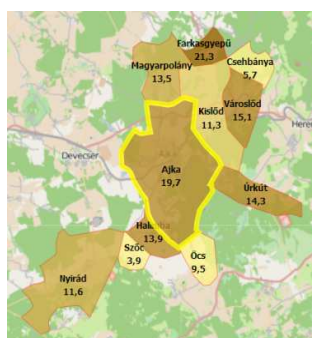 Farkasgyepű
21,3
Csehbánya
5,7
Magyarpolány
13,5
Városlőd
15,1
Kislőd
11,3
Here
Devecser
Ajka
19,7
Úrkút
14,3
Halimba
13,9
Szőc
3,9
Öcs
9,5
Nyirád
11,6